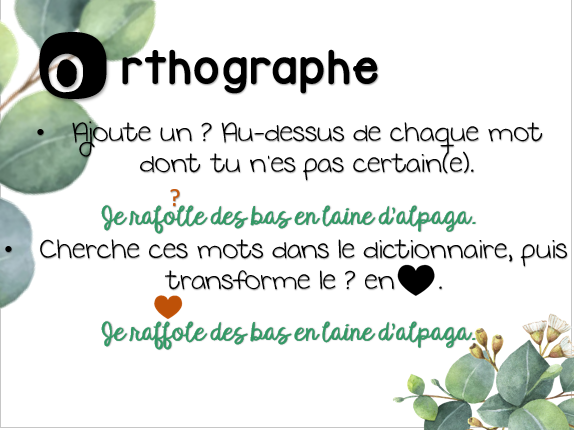 Orthographe
• Ajoute un ? Au-dessus de chaque mot
dont tu n'es pas certain(e).
?
Je rafolle des bas en laine d'alpaga.
• Cherche ces mots dans le dictionnaire, puis
transforme le ? en ♥.
Je raffole des bas en laine d'alpaga.